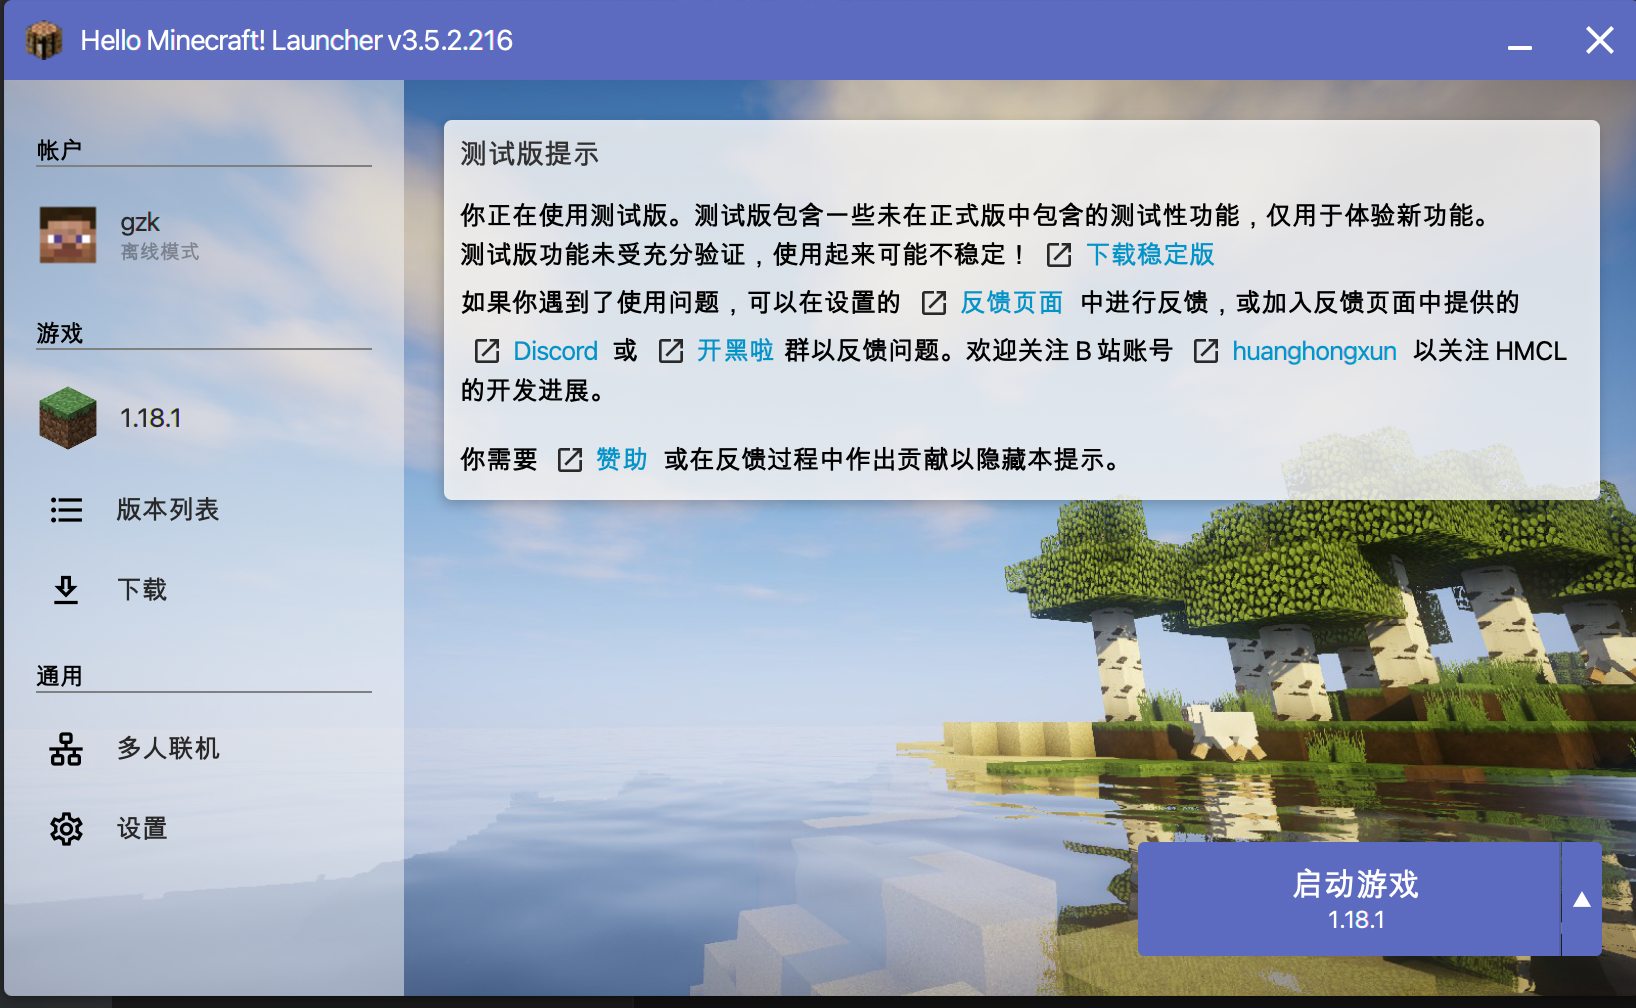 Hello Minecraft! Launcher v3.5.2.216
帐户
gzk
离线模式
游戏
1.18.1
版本列表
下载
通用
多人联机
设置
测试版提示
你正在使用测试版。测试版包含一些未在正式版中包含的测试性功能，仅用于体验新功能。
测试版功能未受充分验证，使用起来可能不稳定！ 下载稳定版
如果你遇到了使用问题，可以在设置的 反馈页面 中进行反馈，或加入反馈页面中提供的
Discord 或 开黑啦 群以反馈问题。欢迎关注 B 站账号 huanghongxun 以关注 HMCL
的开发进展。
你需要 赞助 或在反馈过程中作出贡献以隐藏本提示。
启动游戏
1.18.1